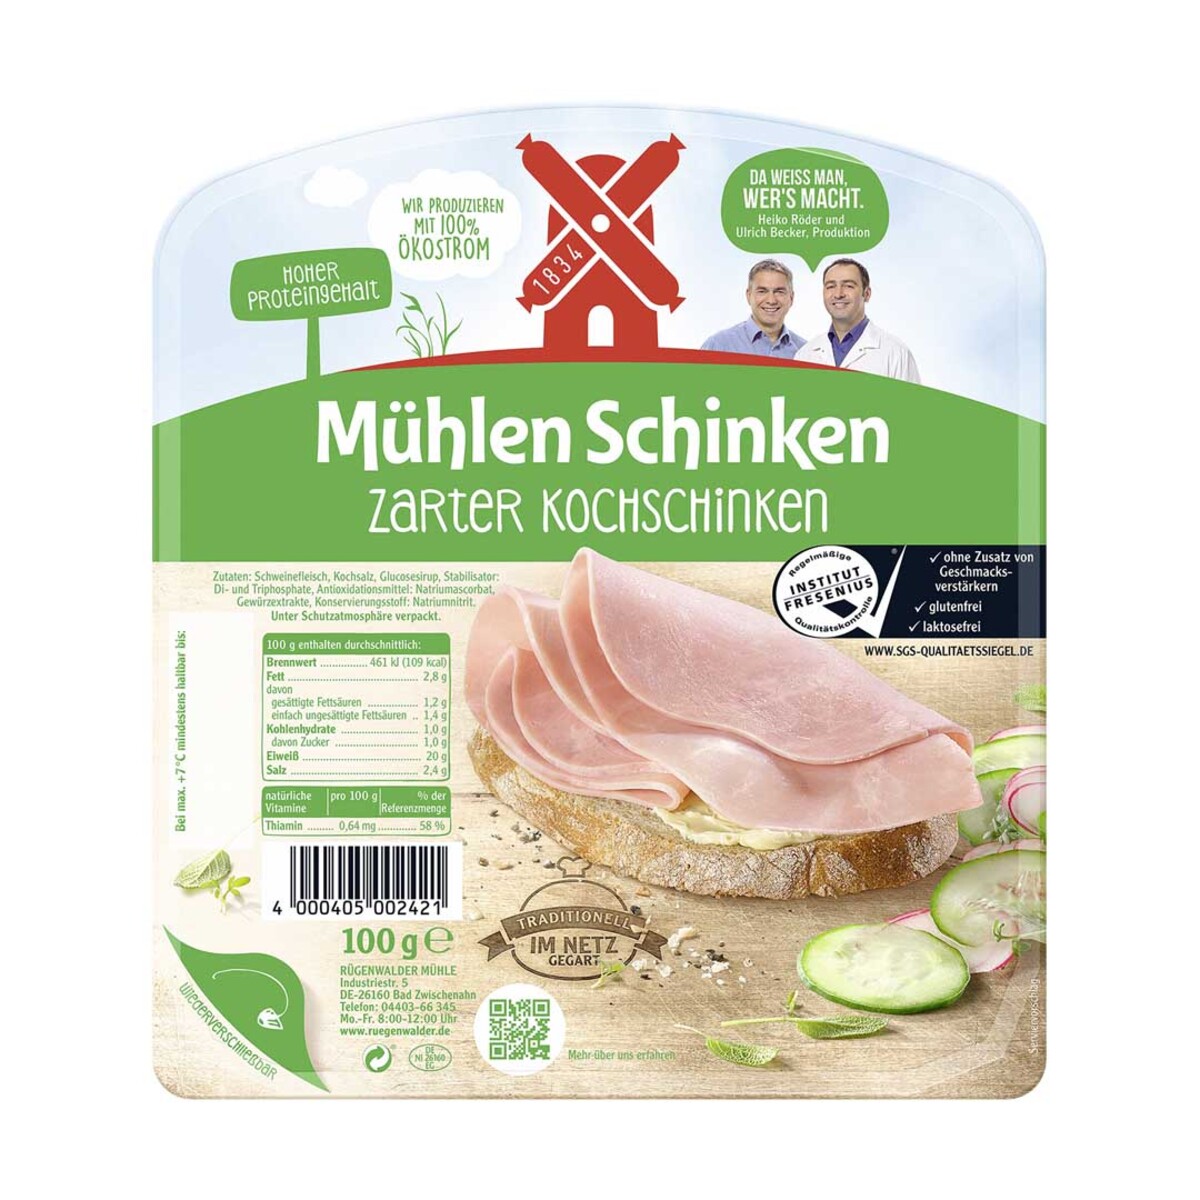 WIR PRODUZIEREN
MIT 100%
ÖKOSTROM
HOHER
PROTEINGEHALT
1834
DA WEISS MAN,
WER'S MACHT.
Heiko Röder und
Ulrich Becker, Produktion
Mühlen Schinken
ZARTER KOCHSCHINKEN
Zutaten: Schweinefleisch, Kochsalz, Glucosesirup, Stabilisator:
Di- und Triphosphate, Antioxidationsmittel: Natriumascorbat,
Gewürzextrakte, Konservierungsstoff: Natriumnitrit.
Unter Schutzatmosphäre verpackt.
Regelmäßige
INSTITUT
FRESENIUS
Qualitätskontrolle
®
✓ ohne Zusatz von
Geschmacks-
verstärkern
✓ glutenfrei
✓ laktosefrei
WWW.SGS-QUALITAETSSIEGEL.DE
Bei max. +7°C mindestens haltbar bis:
100 g enthalten durchschnittlich:
Brennwert ............ 461 kJ (109 kcal)
Fett ................................. 2,8 g
davon
gesättigte Fettsäuren ............ 1,2 g
einfach ungesättigte Fettsäuren .. 1,4 g
Kohlenhydrate ..................... 1,0 g
davon Zucker .................... 1,0 g
Eiweiß .............................. 20 g
Salz ................................. 2,4 g
natürliche Vitamine | pro 100 g | % der Referenzmenge
Thiamin ........ 0,64 mg .......... 58 %
4 000405 002421
100 g e
RÜGENWALDER MÜHLE
Industriestr. 5
DE-26160 Bad Zwischenahn
Telefon: 04403-66 345
Mo.-Fr. 8:00-12:00 Uhr
www.ruegenwalder.de
DE
NI 26160
EG
TRADITIONELL
IM NETZ
GEGART
wiederverschließbar
Mehr über uns erfahren
Serviervorschlag